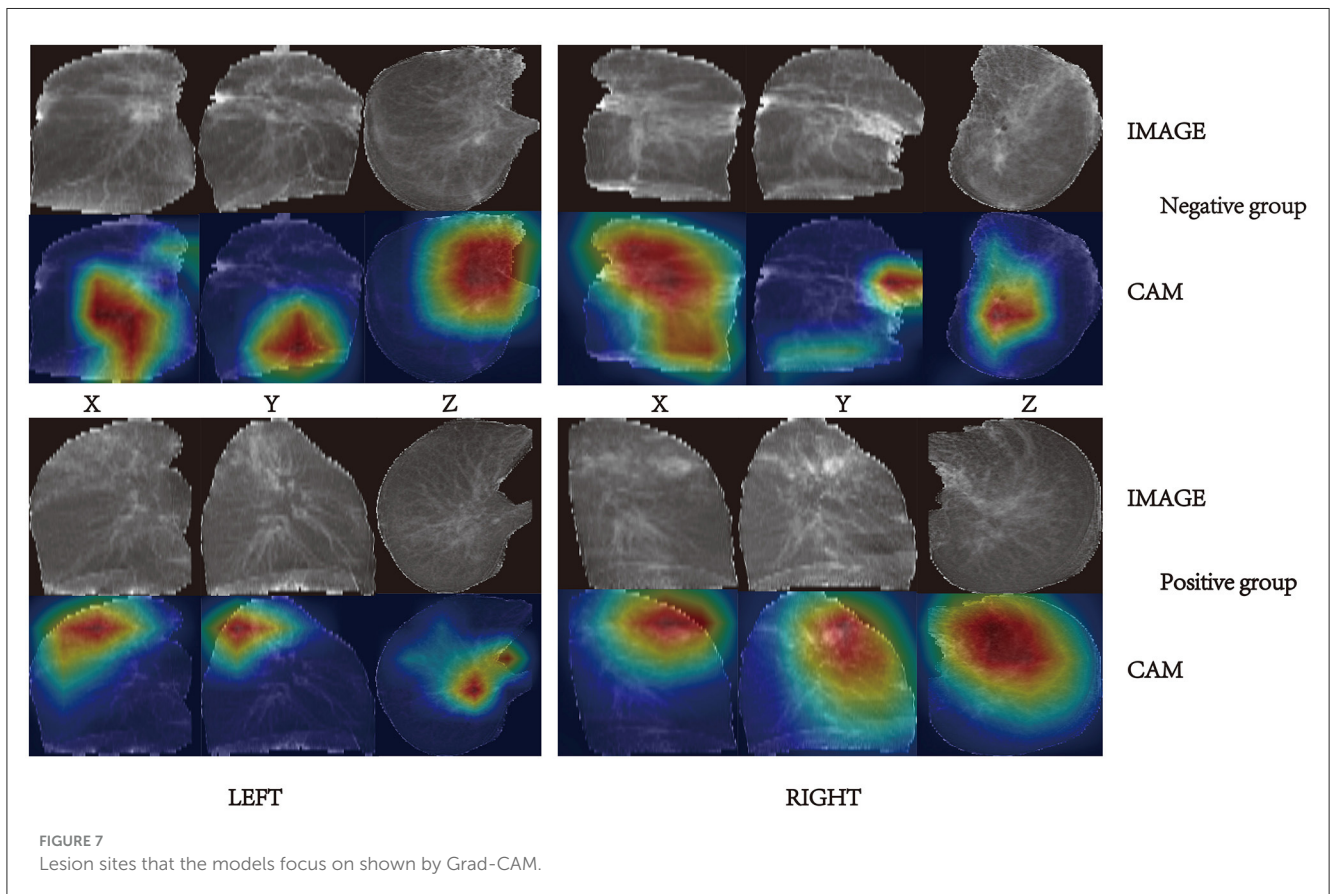 IMAGE
Negative group
CAM
X Y Z X Y Z
IMAGE
Positive group
CAM
LEFT RIGHT
FIGURE 7
Lesion sites that the models focus on shown by Grad-CAM.